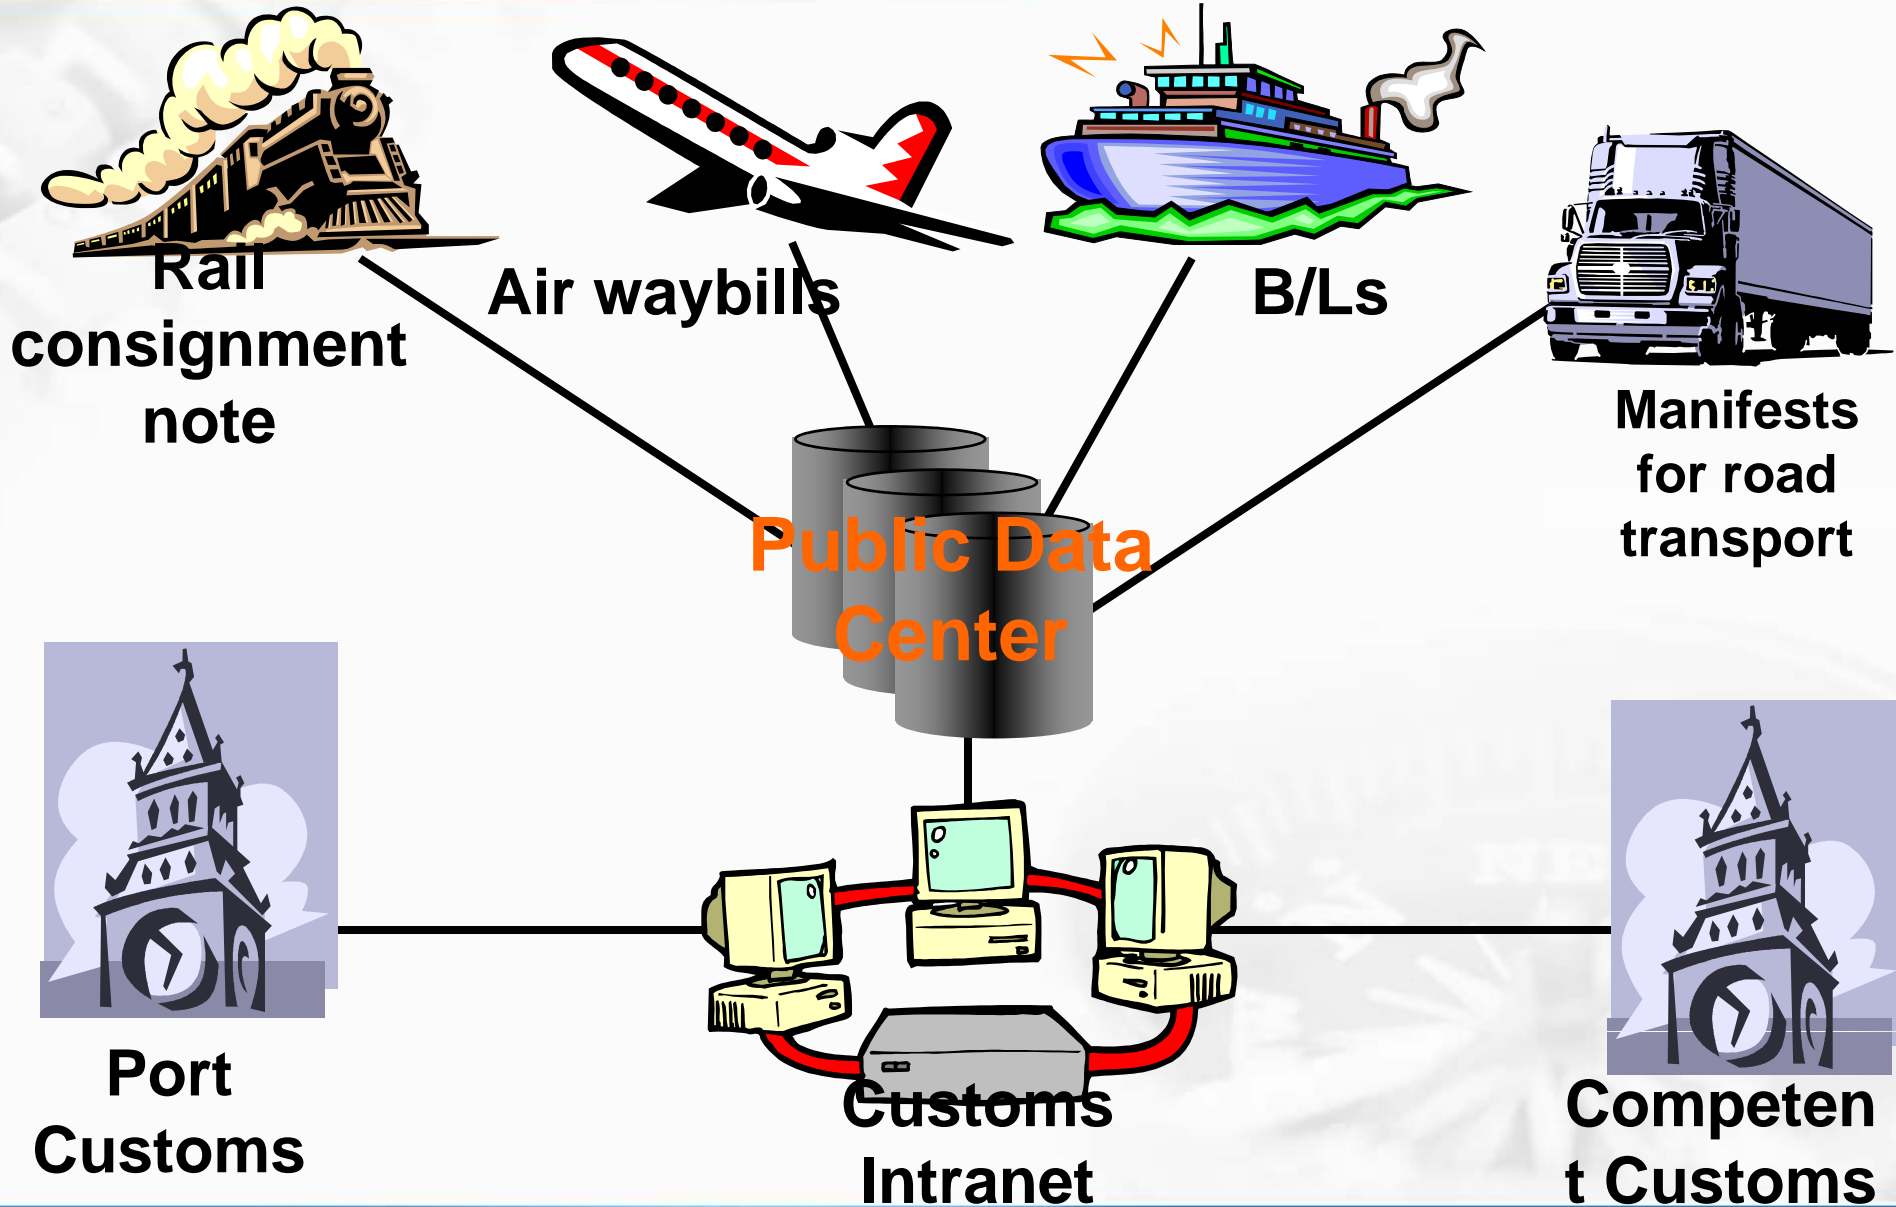 Rail
consignment
note
Air waybills
B/Ls
Manifests
for road
transport
Public Data
Center
Port
Customs
Customs
Intranet
Competen
t Customs